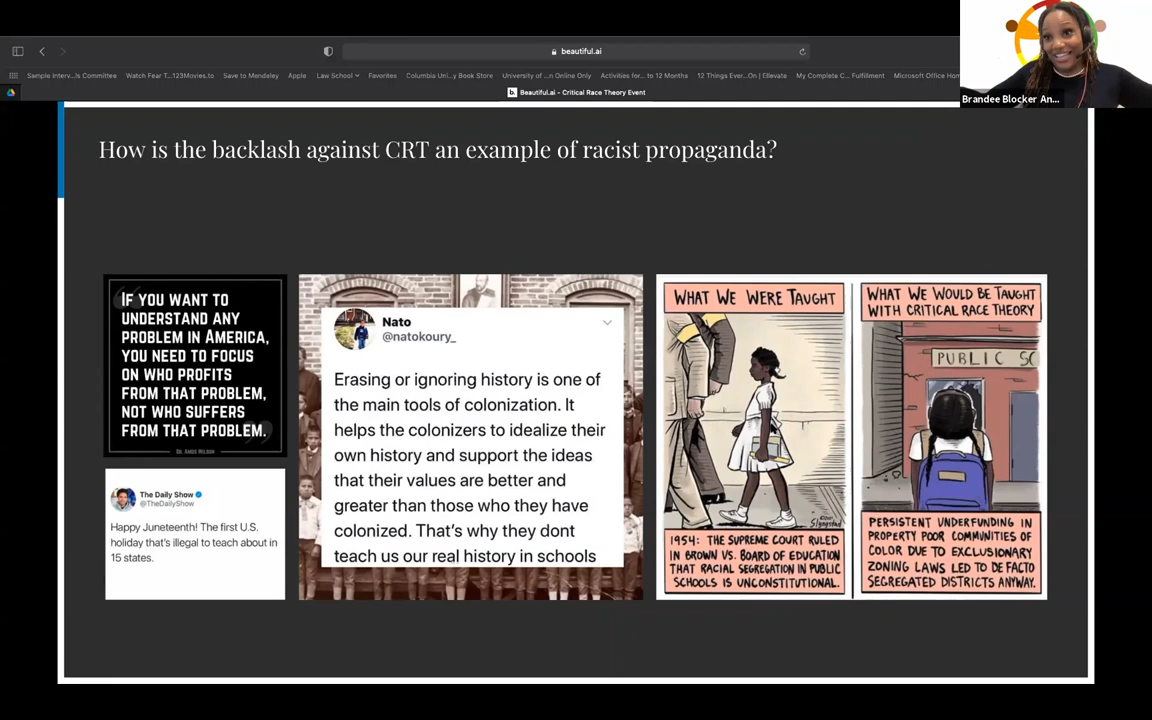 beautiful.ai
Sample Interv...ls Committee
Watch Fear T...123Movies.to
Save to Mendeley
Apple
Law School
Favorites
Columbia Uni...y Book Store
University of ...n Online Only
Activities for... to 12 Months
12 Things Ever...On | Ellevate
My Complete C... Fulfillment
Microsoft Office Hom
Beautiful.ai - Critical Race Theory Event
Brandee Blocker An...
How is the backlash against CRT an example of racist propaganda?
IF YOU WANT TO
UNDERSTAND ANY
PROBLEM IN AMERICA,
YOU NEED TO FOCUS
ON WHO PROFITS
FROM THAT PROBLEM,
NOT WHO SUFFERS
FROM THAT PROBLEM.
DR. AMOS WILSON
The Daily Show
@TheDailyShow
Happy Juneteenth! The first U.S.
holiday that's illegal to teach about in
15 states.
Nato
@natokoury_
Erasing or ignoring history is one of
the main tools of colonization. It
helps the colonizers to idealize their
own history and support the ideas
that their values are better and
greater than those who they have
colonized. That's why they dont
teach us our real history in schools
WHAT WE WERE TAUGHT
1954: THE SUPREME COURT RULED
IN BROWN VS. BOARD OF EDUCATION
THAT RACIAL SEGREGATION IN PUBLIC
SCHOOLS IS UNCONSTITUTIONAL.
WHAT WE WOULD BE TAUGHT
WITH CRITICAL RACE THEORY
PUBLIC SC
PERSISTENT UNDERFUNDING IN
PROPERTY POOR COMMUNITIES OF
COLOR DUE TO EXCLUSIONARY
ZONING LAWS LED TO DE FACTO
SEGREGATED DISTRICTS ANYWAY.